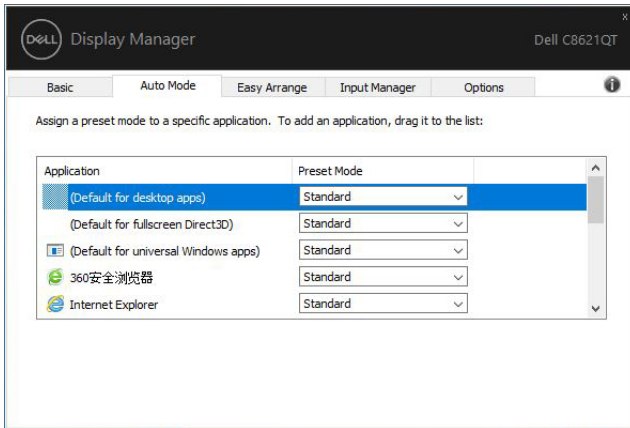 DELL Display Manager Dell C8621QT
Basic Auto Mode Easy Arrange Input Manager Options
Assign a preset mode to a specific application. To add an application, drag it to the list:
Application Preset Mode
(Default for desktop apps) Standard
(Default for fullscreen Direct3D) Standard
(Default for universal Windows apps) Standard
360安全浏览器 Standard
Internet Explorer Standard